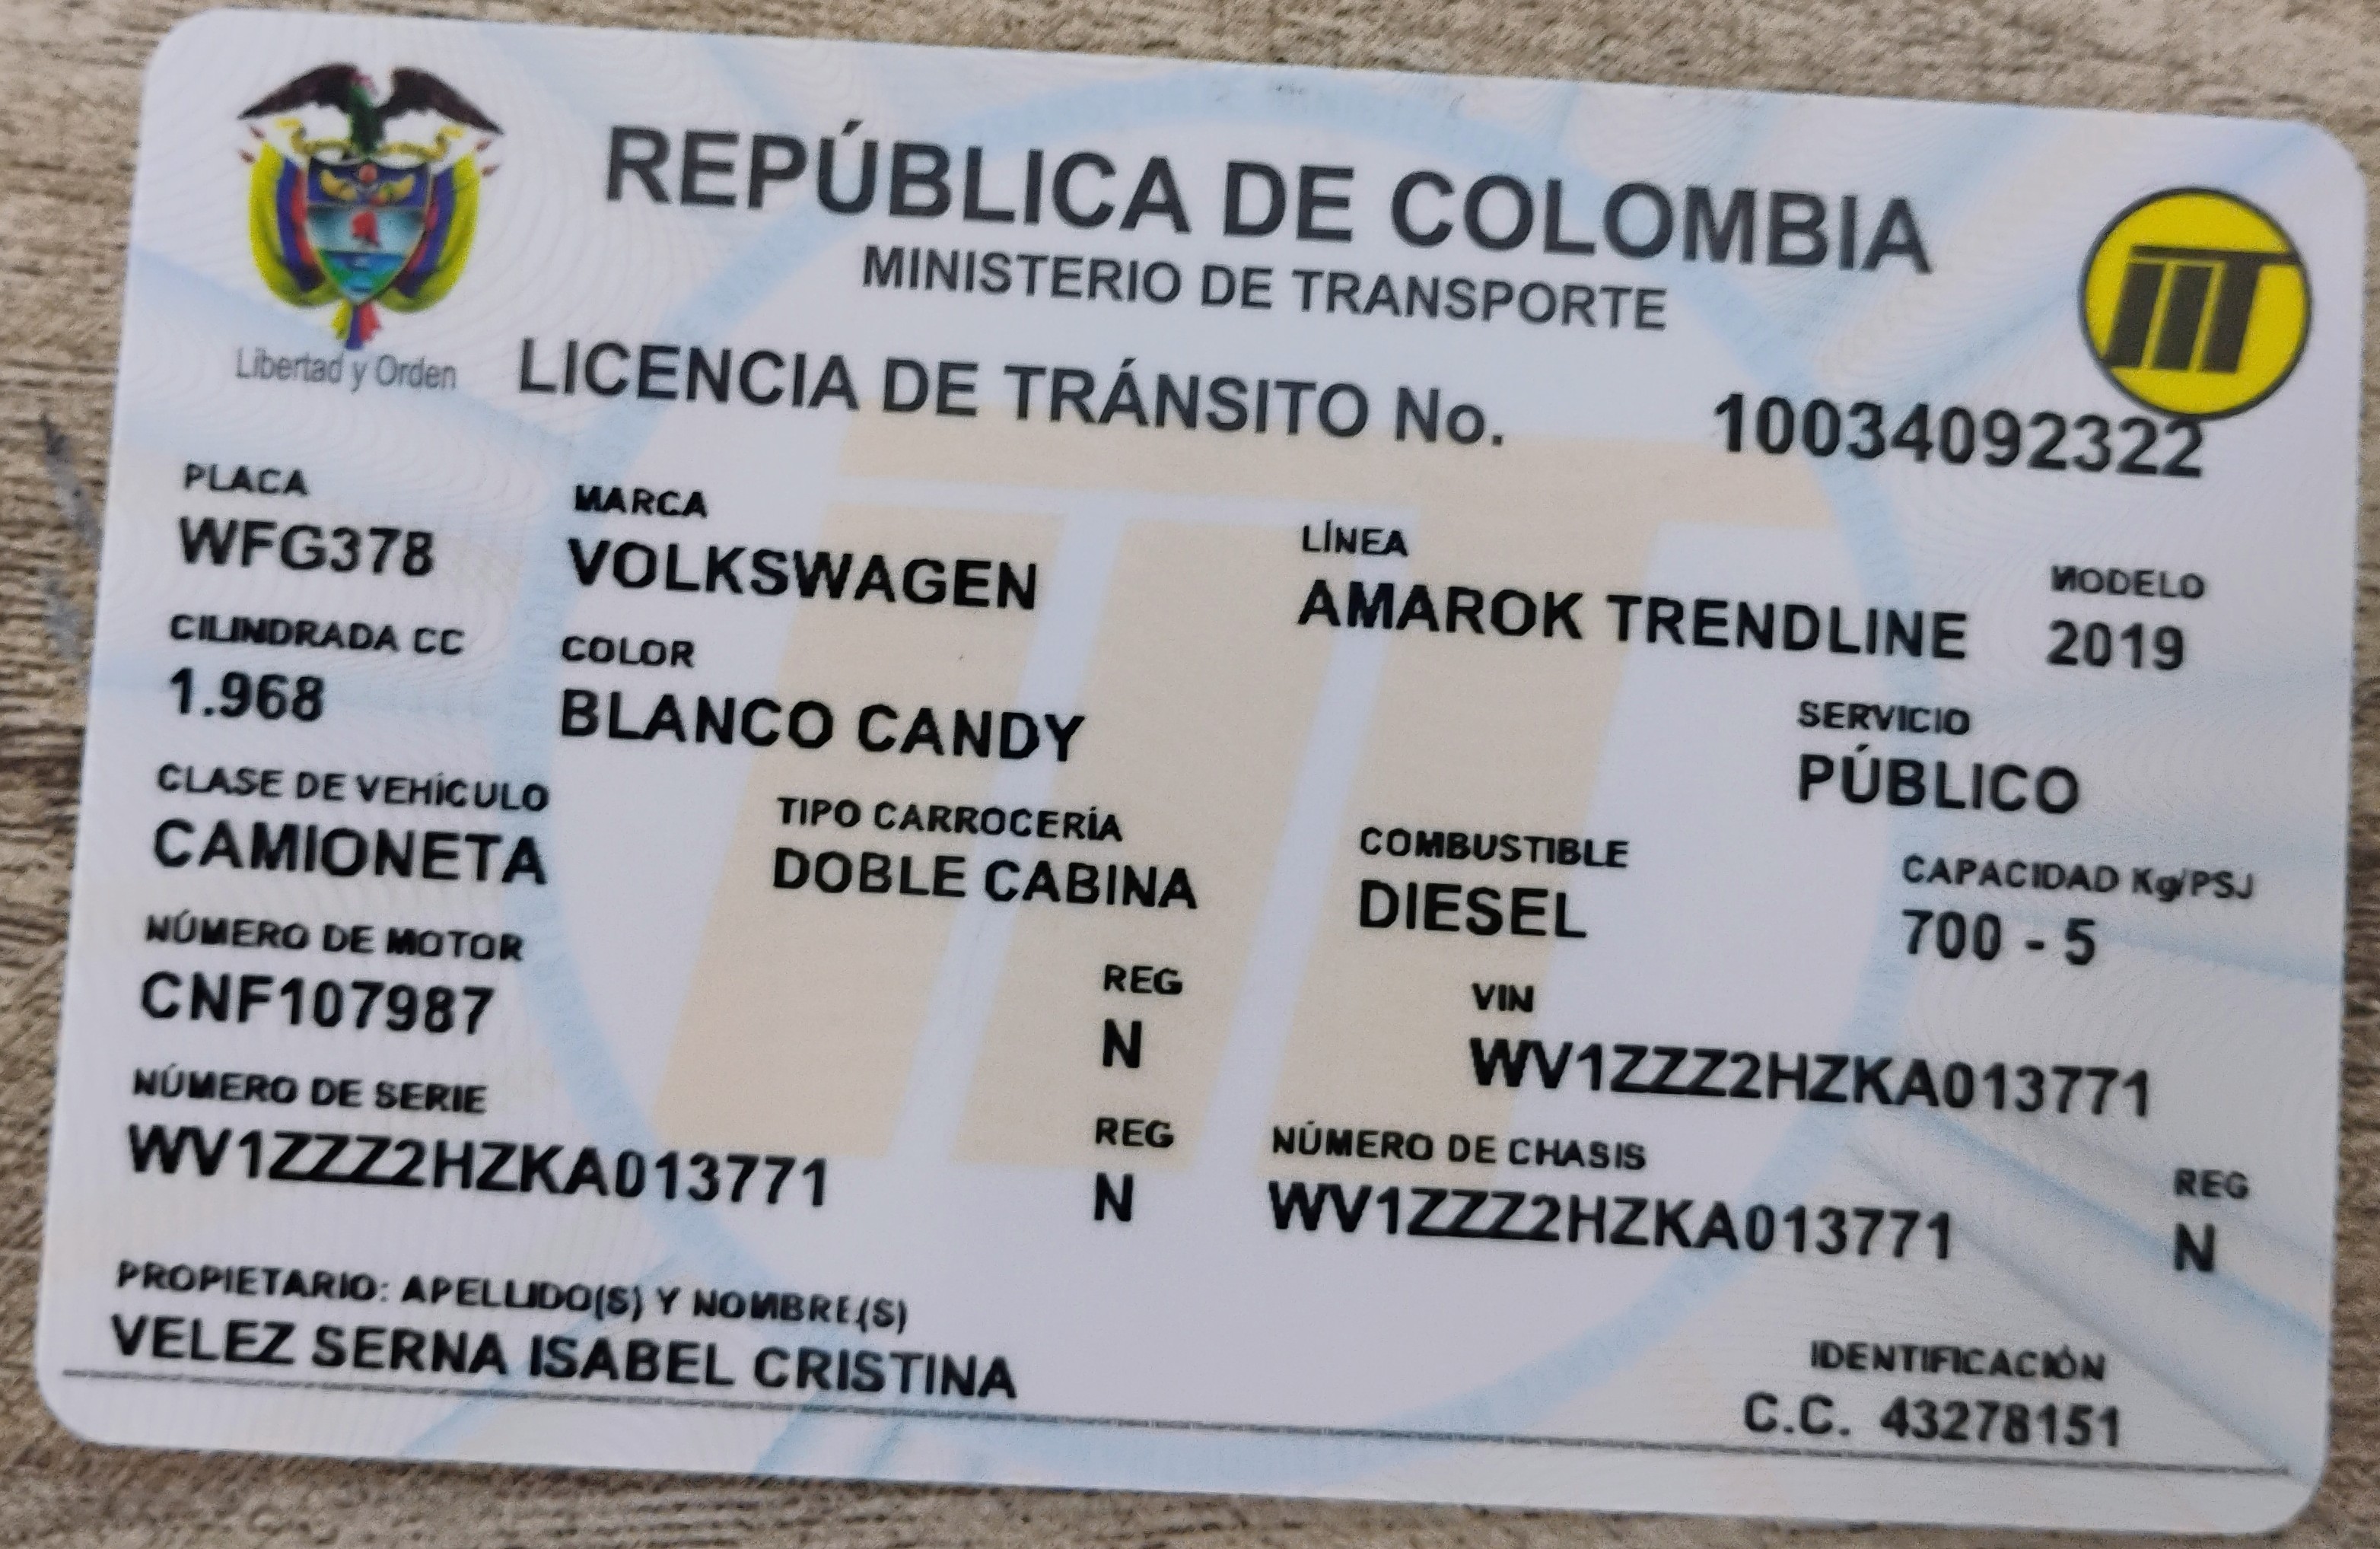 REPÚBLICA DE COLOMBIA
MINISTERIO DE TRANSPORTE
Libertad y Orden
LICENCIA DE TRÁNSITO No. 10034092322
PLACA MARCA LÍNEA MODELO
WFG378 VOLKSWAGEN AMAROK TRENDLINE 2019
CILINDRADA CC COLOR SERVICIO
1.968 BLANCO CANDY PÚBLICO
CLASE DE VEHÍCULO TIPO CARROCERÍA COMBUSTIBLE CAPACIDAD Kg/PSJ
CAMIONETA DOBLE CABINA DIESEL 700 - 5
NÚMERO DE MOTOR REG VIN
CNF107987 N WV1ZZZ2HZKA013771
NÚMERO DE SERIE REG NÚMERO DE CHASIS REG
WV1ZZZ2HZKA013771 N WV1ZZZ2HZKA013771 N
PROPIETARIO: APELLIDO(S) Y NOMBRE(S) IDENTIFICACIÓN
VELEZ SERNA ISABEL CRISTINA C.C. 43278151